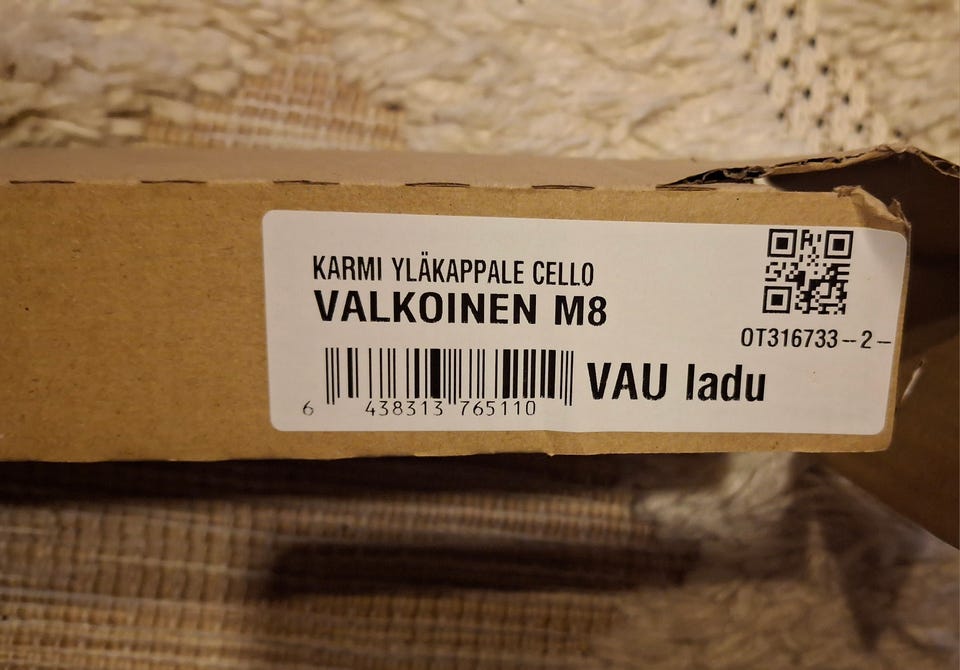 KARMI YLÄKAPPALE CELLO
VALKOINEN M8
OT316733--2-
VAU ladu
6 438313 765110